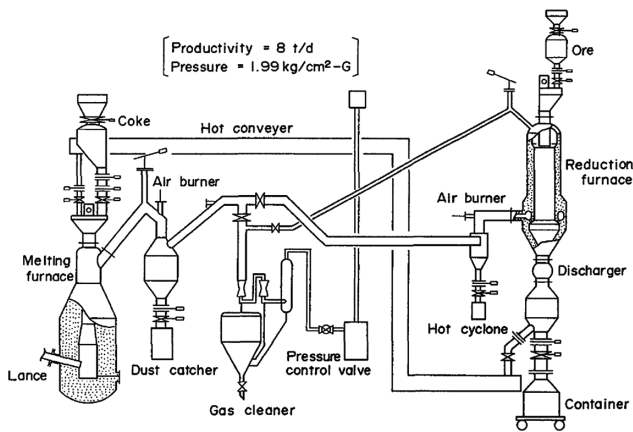 Productivity = 8 t/d
Pressure = 1.99 kg/cm²-G
Ore
Coke
Hot conveyer
Reduction
furnace
Air burner
Air burner
Melting
furnace
Discharger
Hot cyclone
Lance
Dust catcher
Pressure
control valve
Gas cleaner
Container